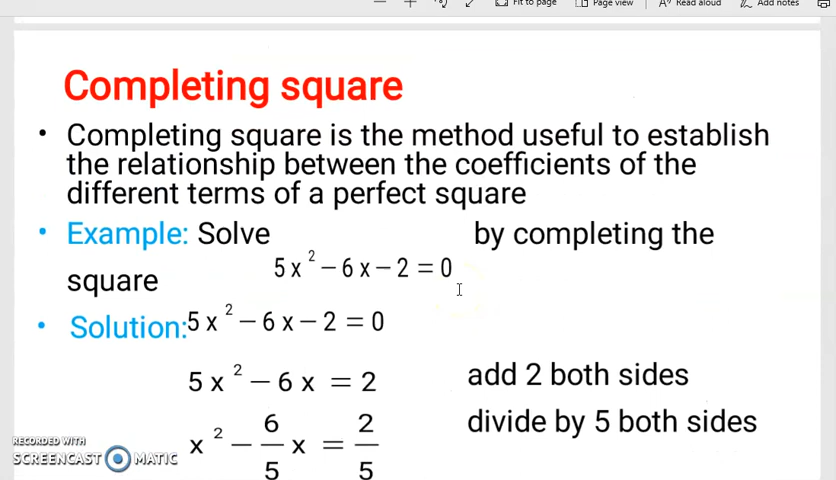 Fit to page Page view Read aloud Add notes
Completing square
• Completing square is the method useful to establish
the relationship between the coefficients of the
different terms of a perfect square
• Example: Solve by completing the
5x² – 6x – 2 = 0
square
• Solution: 5x² – 6x – 2 = 0
5x² – 6x = 2 add 2 both sides
x² – 6/5 x = 2/5 divide by 5 both sides
RECORDED WITH
SCREENCAST MATIC